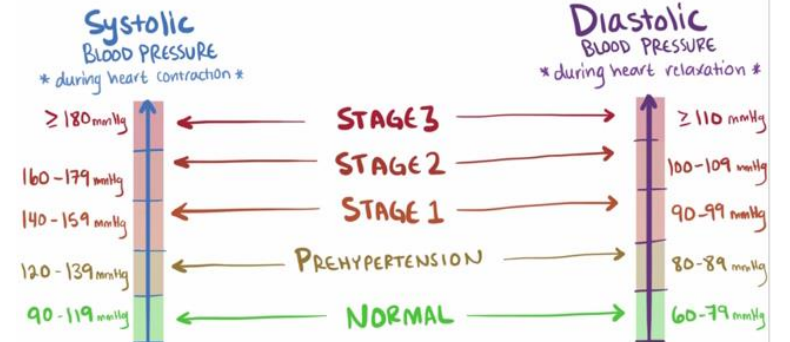 Systolic
BLOOD PRESSURE
* during heart contraction *
Diastolic
BLOOD PRESSURE
* during heart relaxation *
≥180 mmHg
STAGE 3
≥110 mmHg
160-179 mmHg
STAGE 2
100-109 mmHg
140-159 mmHg
STAGE 1
90-99 mmHg
120-139 mmHg
PREHYPERTENSION
80-89 mmHg
90-119 mmHg
NORMAL
60-79 mmHg